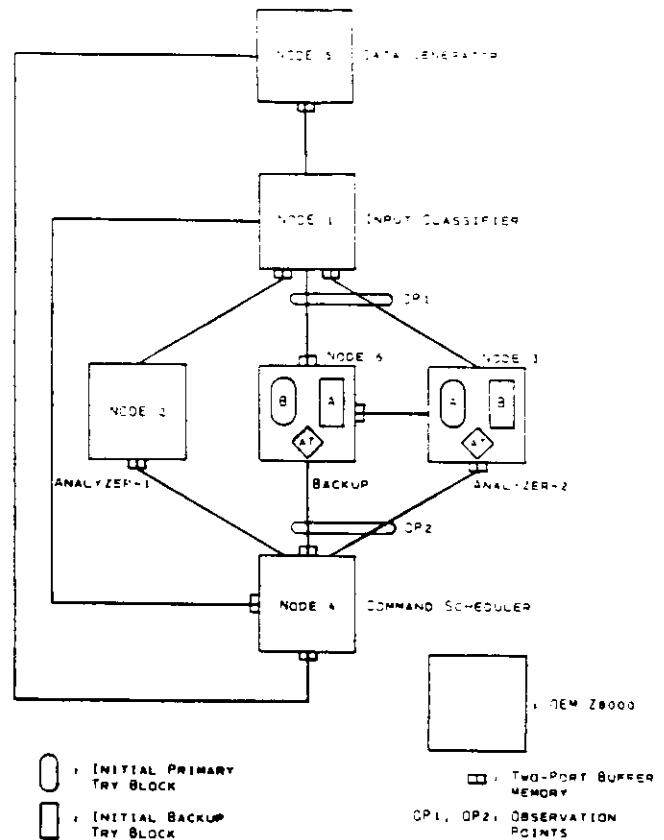 NODE 5 DATA GENERATOR
NODE 1 INPUT CLASSIFIER
OP1
NODE 6
NODE 3
NODE 2
B A
A B
AT
AT
ANALYZER-1
BACKUP
ANALYZER-2
OP2
NODE 4 COMMAND SCHEDULER
: OEM Z8000
: INITIAL PRIMARY
TRY BLOCK
: TWO-PORT BUFFER
MEMORY
: INITIAL BACKUP
TRY BLOCK
OP1, OP2: OBSERVATION
POINTS